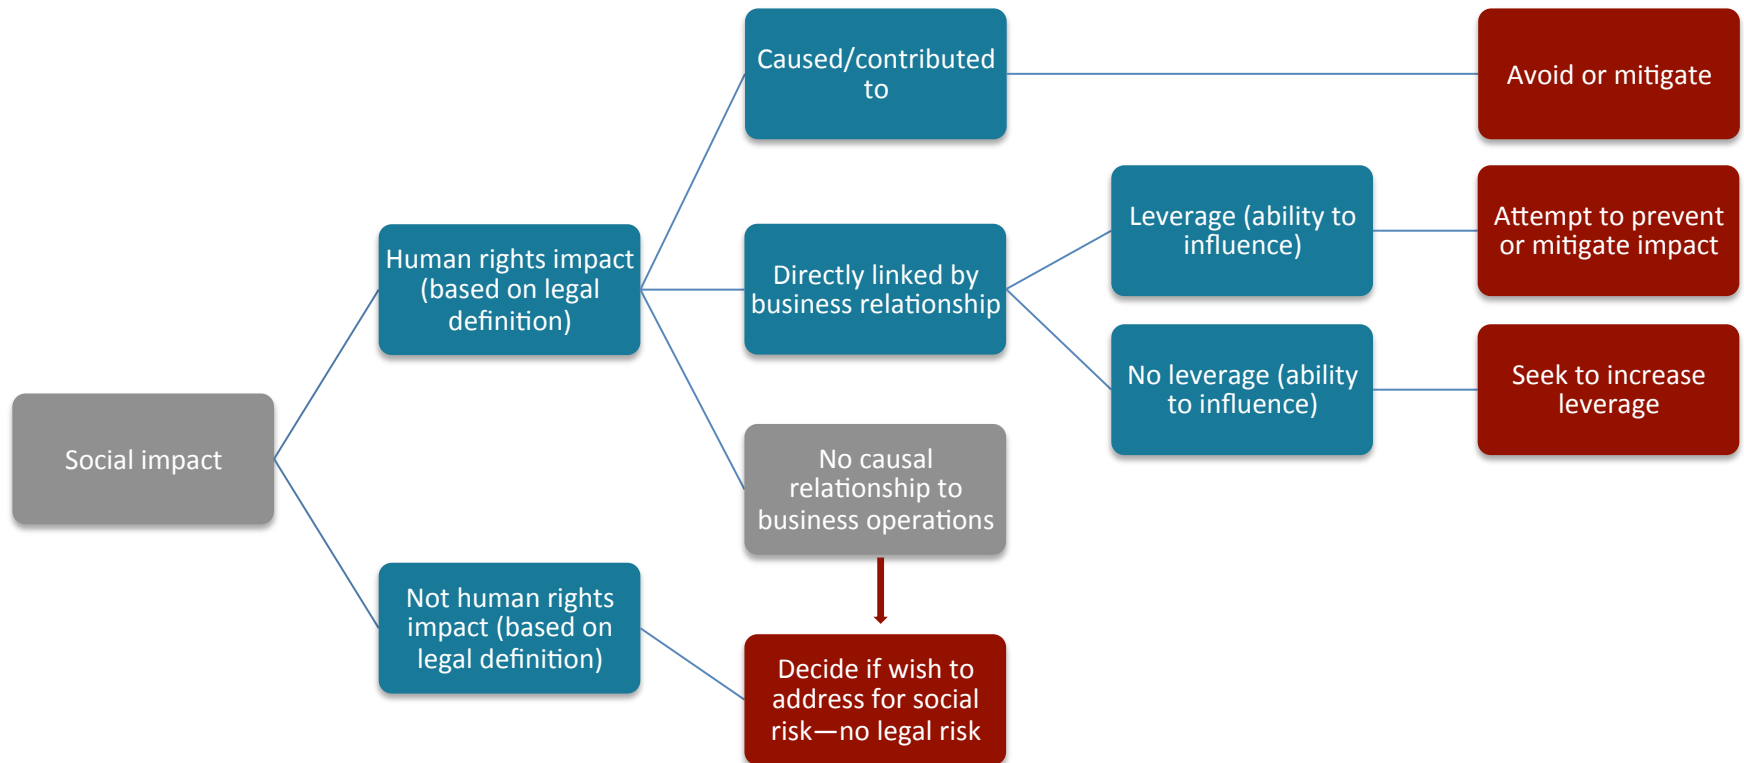 Caused/contributed
to
Avoid or mitigate
Human rights impact
(based on legal
definition)
Directly linked by
business relationship
Leverage (ability to
influence)
Attempt to prevent
or mitigate impact
No leverage (ability
to influence)
Seek to increase
leverage
Social impact
No causal
relationship to
business operations
Not human rights
impact (based on
legal definition)
Decide if wish to
address for social
risk—no legal risk